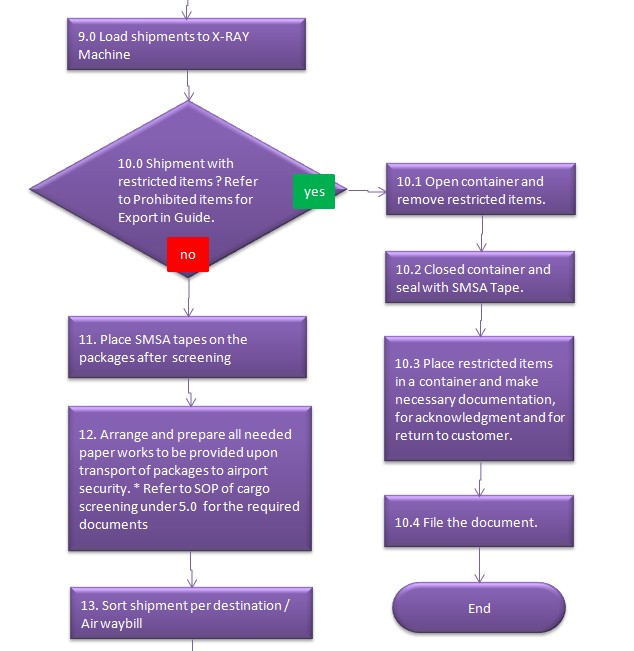 9.0 Load shipments to X-RAY
Machine
10.0 Shipment with
restricted items ? Refer
to Prohibited items for
Export in Guide.
yes
no
10.1 Open container and
remove restricted items.
10.2 Closed container and
seal with SMSA Tape.
11. Place SMSA tapes on the
packages after screening
10.3 Place restricted items
in a container and make
necessary documentation,
for acknowledgment and for
return to customer.
12. Arrange and prepare all needed
paper works to be provided upon
transport of packages to airport
security. * Refer to SOP of cargo
screening under 5.0 for the required
documents
10.4 File the document.
13. Sort shipment per destination /
Air waybill
End